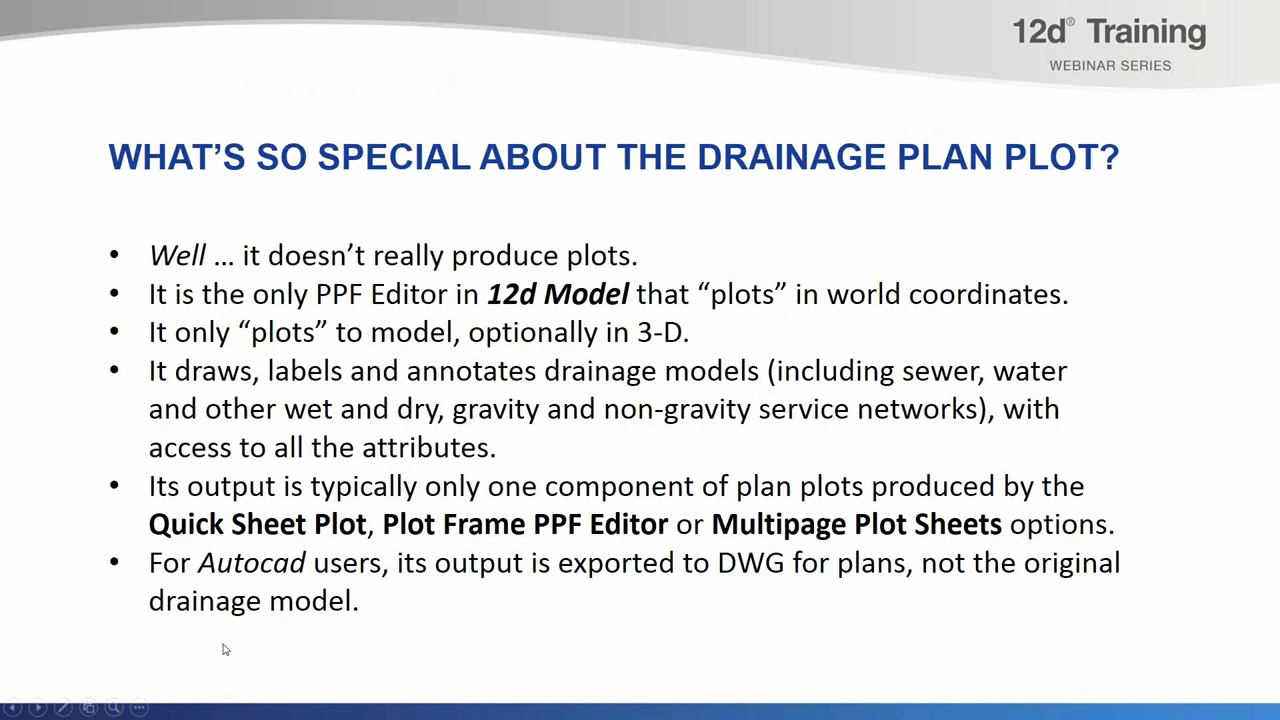 12d® Training
WEBINAR SERIES
WHAT’S SO SPECIAL ABOUT THE DRAINAGE PLAN PLOT?
• Well … it doesn’t really produce plots.
• It is the only PPF Editor in 12d Model that “plots” in world coordinates.
• It only “plots” to model, optionally in 3-D.
• It draws, labels and annotates drainage models (including sewer, water
and other wet and dry, gravity and non-gravity service networks), with
access to all the attributes.
• Its output is typically only one component of plan plots produced by the
Quick Sheet Plot, Plot Frame PPF Editor or Multipage Plot Sheets options.
• For Autocad users, its output is exported to DWG for plans, not the original
drainage model.